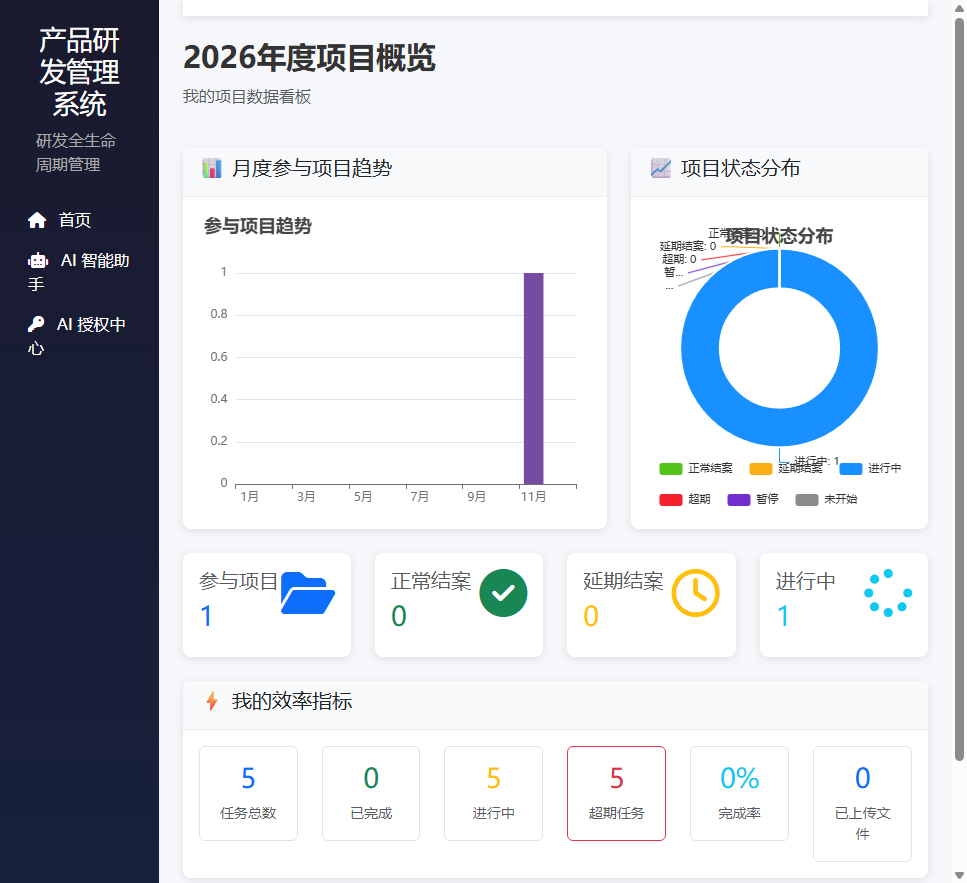 产品研
发管理
系统
研发全生命
周期管理
首页
AI 智能助
手
AI 授权中
心
2026年度项目概览
我的项目数据看板
月度参与项目趋势
参与项目趋势
1
0.8
0.6
0.4
0.2
0
1月 3月 5月 7月 9月 11月
项目状态分布
项目状态分布
延期结案: 0
超期: 0
暂...
...
进行中: 1
正常结案 延期结案 进行中
超期 暂停 未开始
参与项目
1
正常结案
0
延期结案
0
进行中
1
我的效率指标
5
任务总数
0
已完成
5
进行中
5
超期任务
0%
完成率
0
已上传文
件